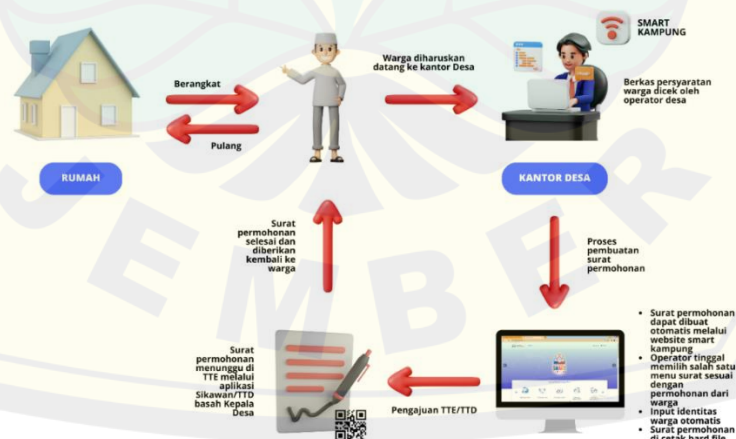 SMART
KAMPUNG
Berangkat
Warga diharuskan
datang ke kantor Desa
Berkas persyaratan
warga dicek oleh
operator desa
Pulang
RUMAH
KANTOR DESA
Surat
permohonan
selesai dan
diberikan
kembali ke
warga
Proses
pembuatan
surat
permohonan
Surat
permohonan
menunggu di
TTE melalui
aplikasi
Sikawan/TTD
basah Kepala
Desa
Pengajuan TTE/TTD
• Surat permohonan
dapat dibuat
otomatis melalui
website smart
kampung
• Operator tinggal
memilih salah satu
menu surat sesuai
dengan
permohonan dari
warga
• Input identitas
warga otomatis
• Surat permohonan
di cetak hard file
JEMBER